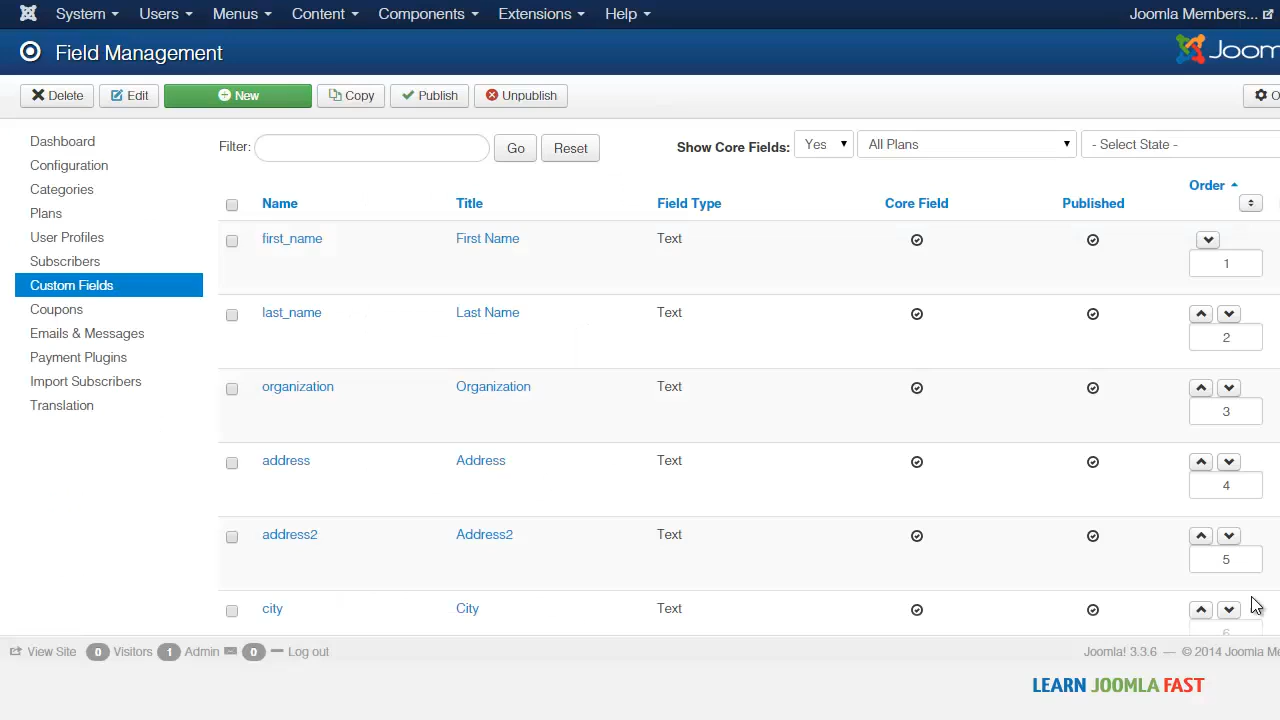 System Users Menus Content Components Extensions Help Joomla Members...
Field Management
Delete Edit New Copy Publish Unpublish
Dashboard
Configuration
Categories
Plans
User Profiles
Subscribers
Custom Fields
Coupons
Emails & Messages
Payment Plugins
Import Subscribers
Translation
Filter: Go Reset Show Core Fields: Yes All Plans - Select State -
Name Title Field Type Core Field Published Order
first_name First Name Text 1
last_name Last Name Text 2
organization Organization Text 3
address Address Text 4
address2 Address2 Text 5
city City Text 6
View Site 0 Visitors 1 Admin 0 Log out Joomla! 3.3.6 — © 2014 Joomla Me
LEARN JOOMLA FAST